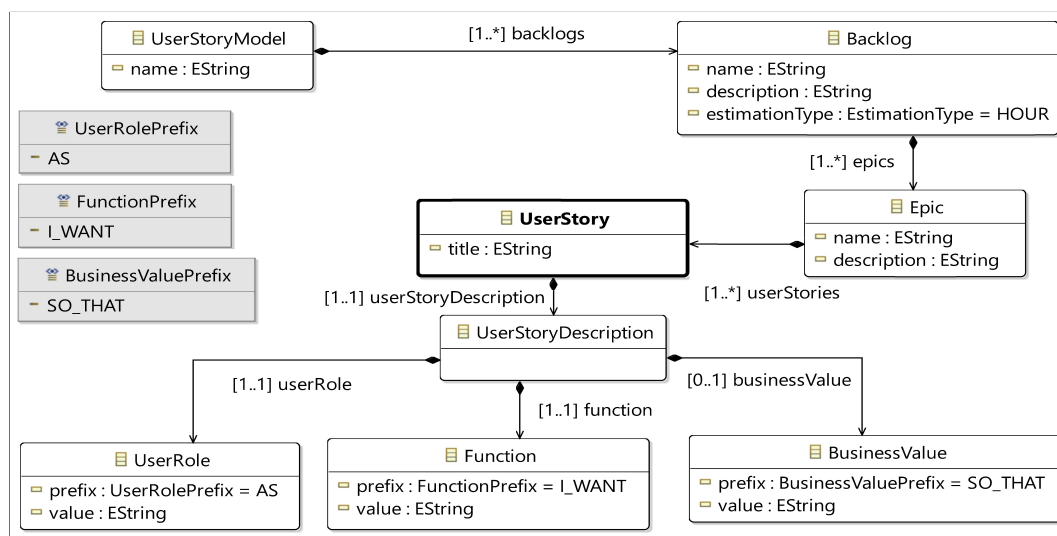 UserStoryModel
name : EString
[1..*] backlogs
Backlog
name : EString
description : EString
estimationType : EstimationType = HOUR
UserRolePrefix
AS
[1..*] epics
FunctionPrefix
I_WANT
UserStory
title : EString
Epic
name : EString
description : EString
BusinessValuePrefix
SO_THAT
[1..1] userStoryDescription
[1..*] userStories
UserStoryDescription
[1..1] userRole
[0..1] businessValue
[1..1] function
UserRole
prefix : UserRolePrefix = AS
value : EString
Function
prefix : FunctionPrefix = I_WANT
value : EString
BusinessValue
prefix : BusinessValuePrefix = SO_THAT
value : EString